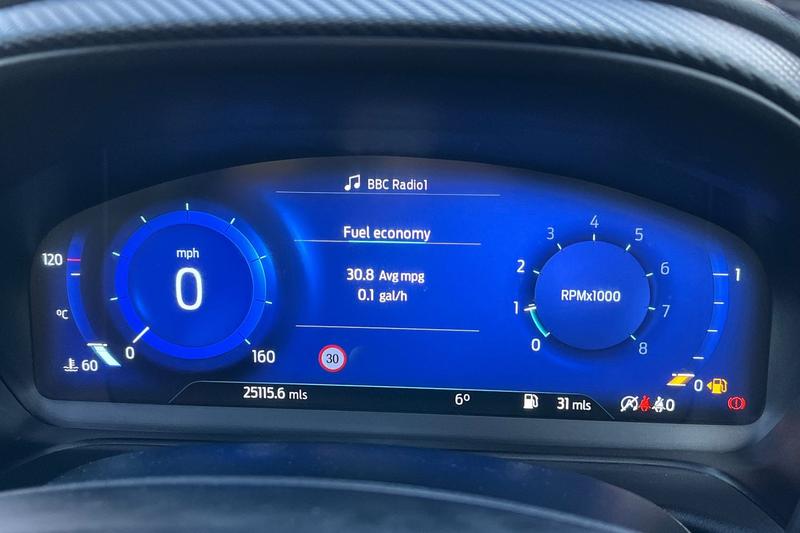 BBC Radio1
Fuel economy
30.8 Avg mpg
0.1 gal/h
120
°C
60
mph
0
0
160
30
0
1
2
3
4
5
6
7
8
RPMx1000
1
0
25115.6 mls
6°
31 mls
0